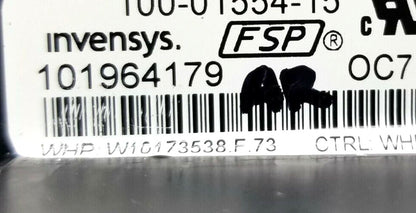 100-01554-15
invensys. FSP ®
101964179 OC7
WHP: W10173538.F.73 CTRL: WH